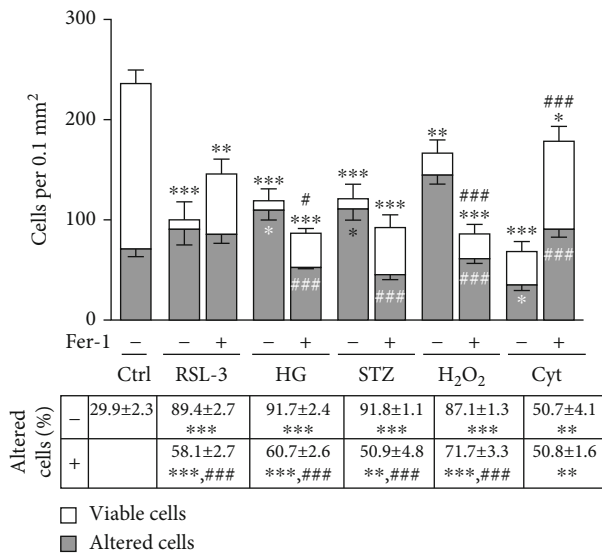 300
200
100
0
Cells per 0.1 mm²
***
**
***
#
***
*
###
***
*
***
###
**
###
***
###
***
*
###
*
###
Fer-1 − − + − + − + − + − +
Ctrl RSL-3 HG STZ H₂O₂ Cyt
Altered cells (%)
− 29.9±2.3 89.4±2.7 91.7±2.4 91.8±1.1 87.1±1.3 50.7±4.1
*** *** *** *** **
+ 58.1±2.7 60.7±2.6 50.9±4.8 71.7±3.3 50.8±1.6
***,### ***,### **,### ***,### **
Viable cells
Altered cells